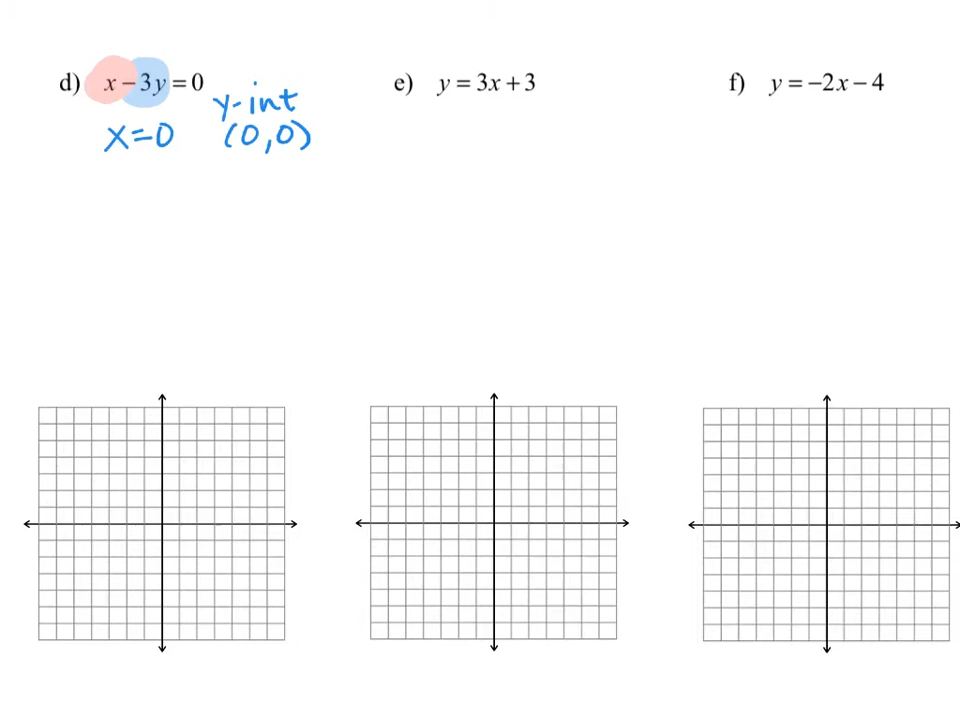 d) x − 3y = 0
y-int
x=0 (0,0)
e) y = 3x + 3
f) y = −2x − 4